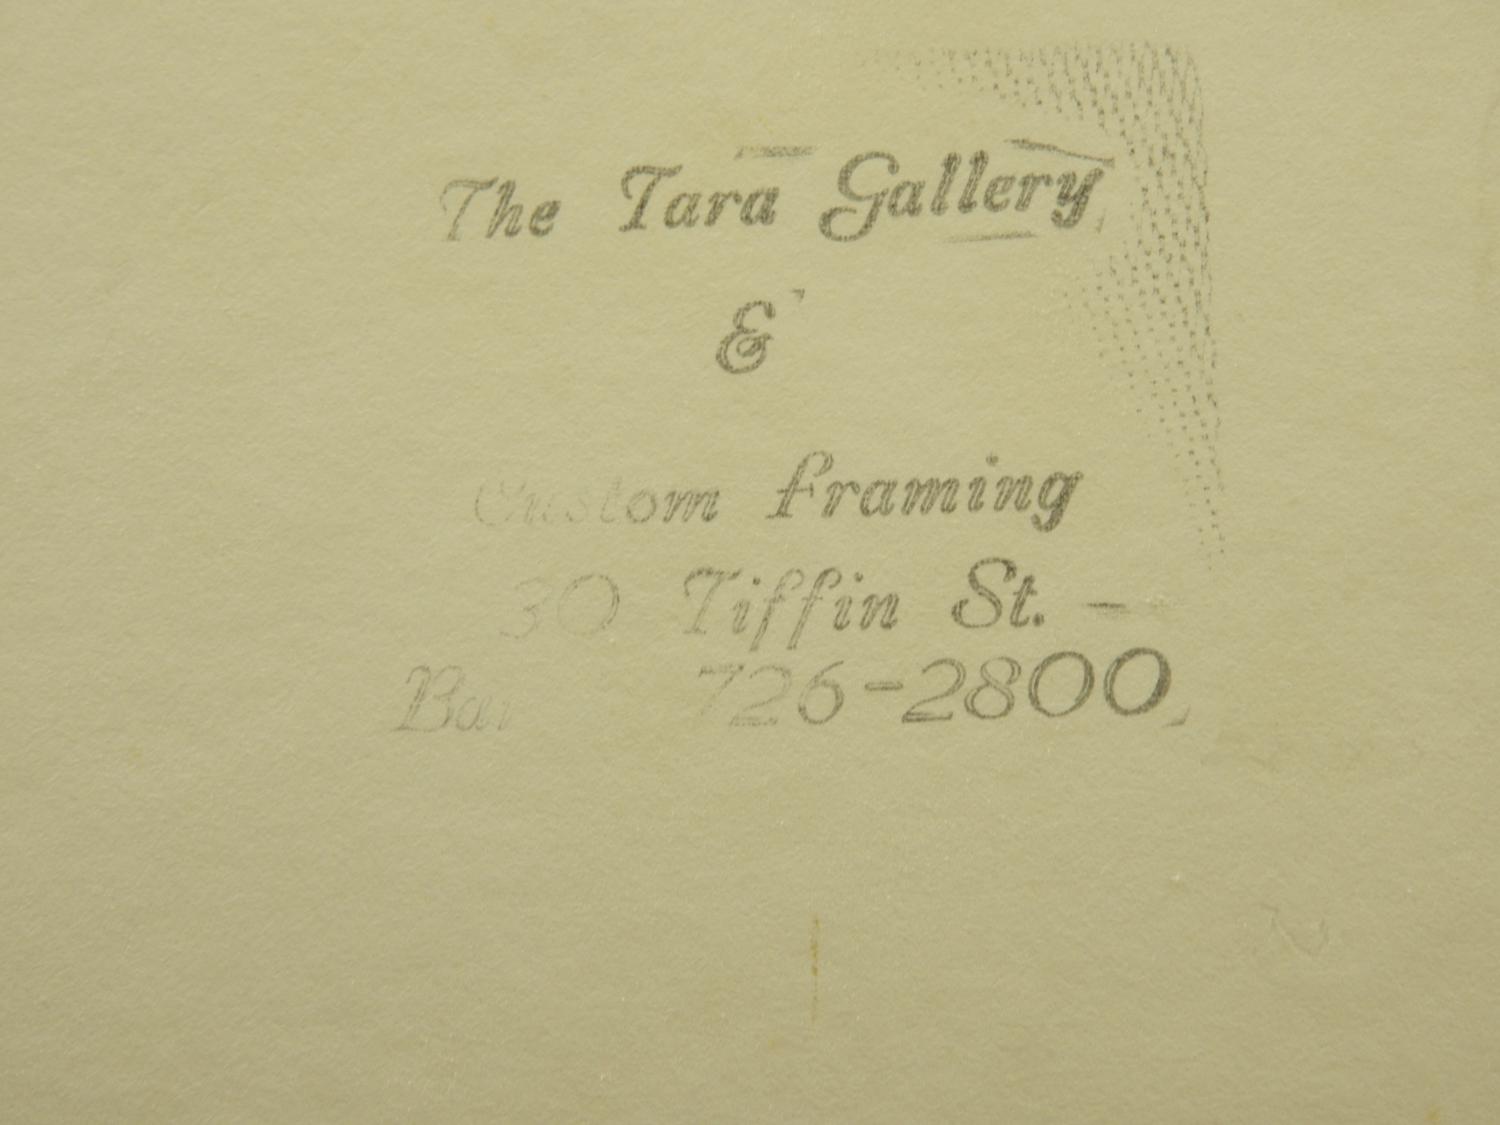 The Tara Gallery
&
Custom Framing
30 Tiffin St. -
726-2800